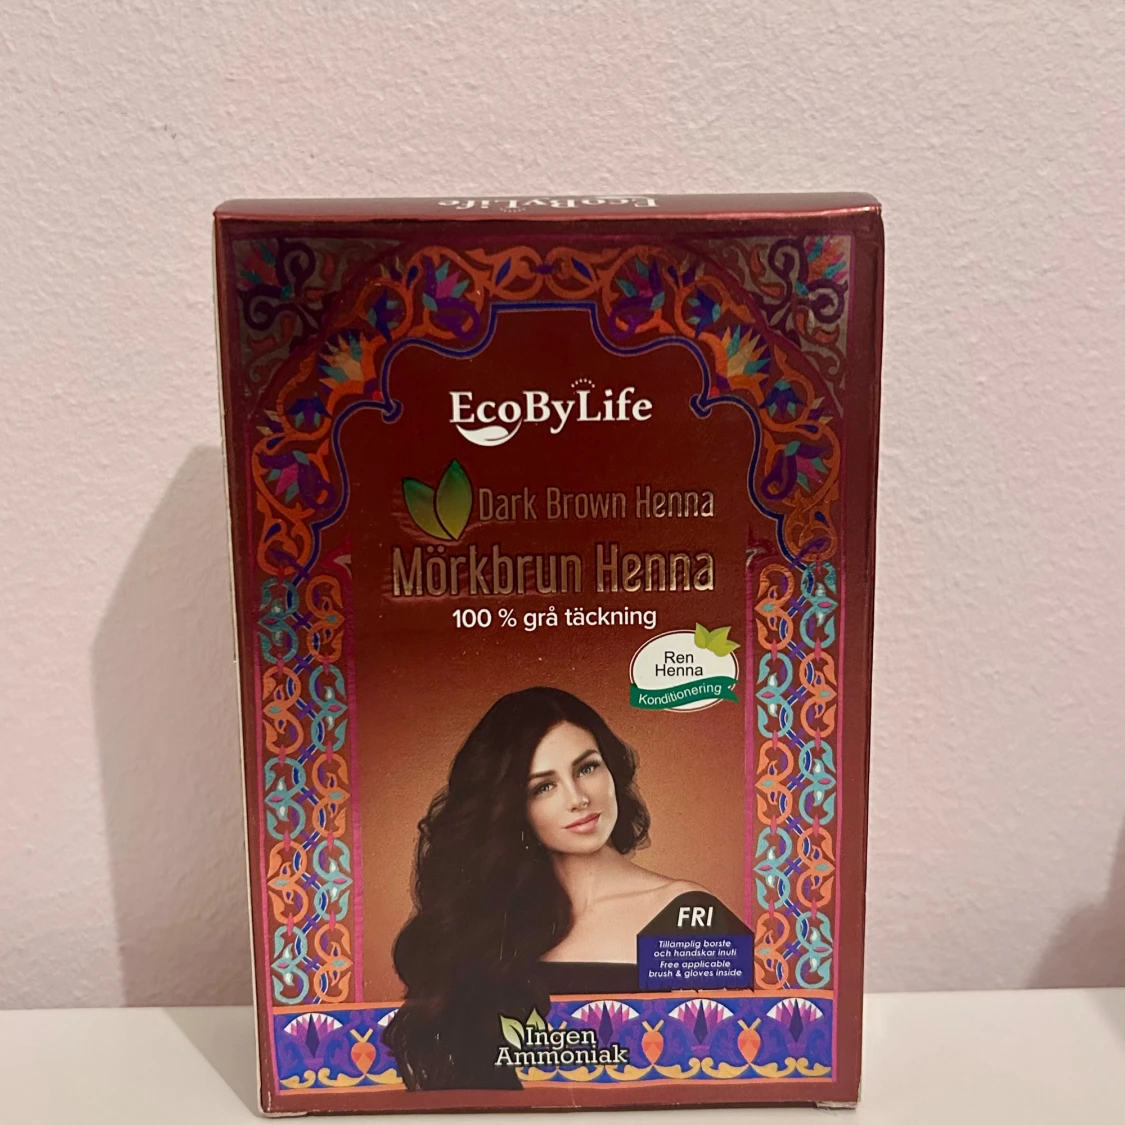 EcoByLife
EcoByLife
Dark Brown Henna
Mörkbrun Henna
100 % grå täckning
Ren
Henna
Konditionering
FRI
Tillämplig borste
och handskar inuti
Free applicable
brush & gloves inside
Ingen
Ammoniak